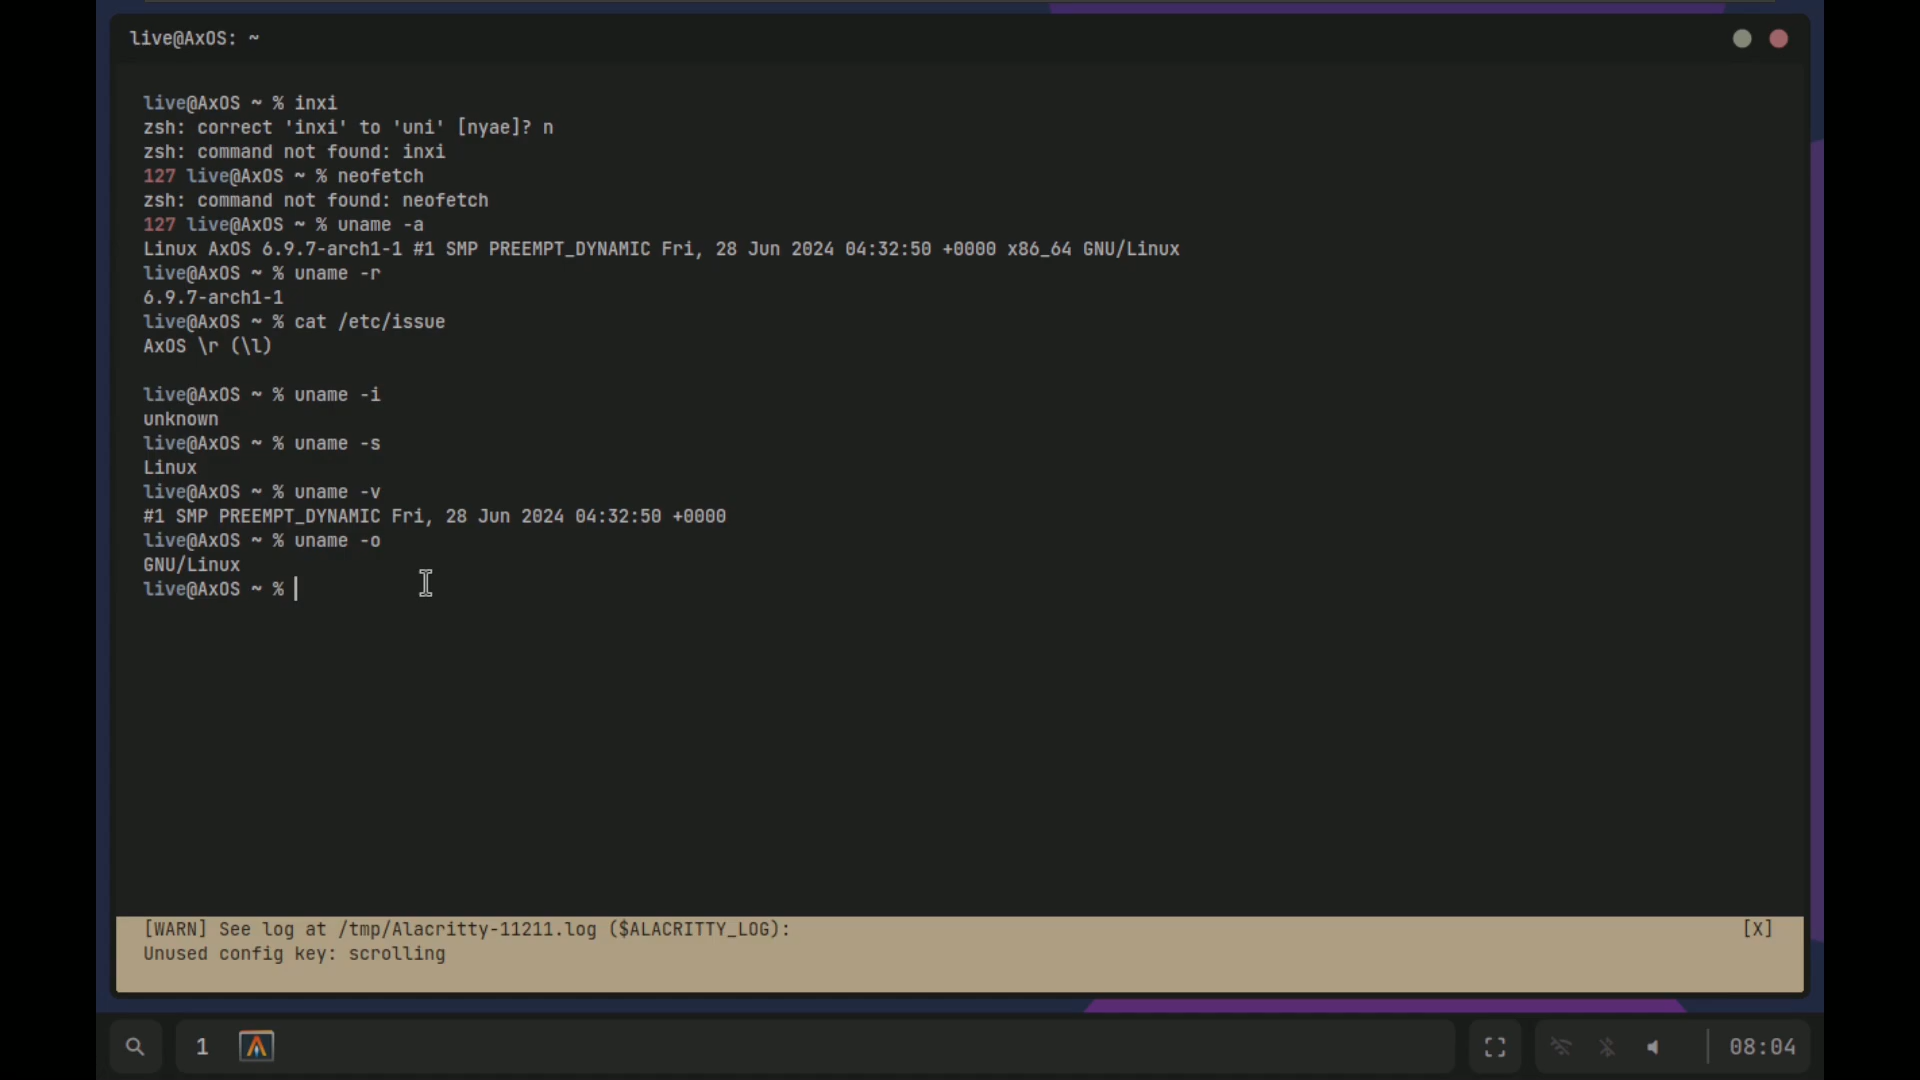 live@AxOS: ~
live@AxOS ~ % inxi
zsh: correct 'inxi' to 'uni' [nyae]? n
zsh: command not found: inxi
127 live@AxOS ~ % neofetch
zsh: command not found: neofetch
127 live@AxOS ~ % uname -a
Linux AxOS 6.9.7-arch1-1 #1 SMP PREEMPT_DYNAMIC Fri, 28 Jun 2024 04:32:50 +0000 x86_64 GNU/Linux
live@AxOS ~ % uname -r
6.9.7-arch1-1
live@AxOS ~ % cat /etc/issue
AxOS \r (\l)
live@AxOS ~ % uname -i
unknown
live@AxOS ~ % uname -s
Linux
live@AxOS ~ % uname -v
#1 SMP PREEMPT_DYNAMIC Fri, 28 Jun 2024 04:32:50 +0000
live@AxOS ~ % uname -o
GNU/Linux
live@AxOS ~ %
[WARN] See log at /tmp/Alacritty-11211.log ($ALACRITTY_LOG): [X]
Unused config key: scrolling
1 08:04